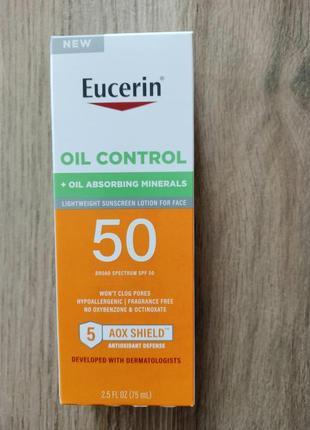 NEW
Eucerin®
OIL CONTROL
+ OIL ABSORBING MINERALS
LIGHTWEIGHT SUNSCREEN LOTION FOR FACE
50
BROAD SPECTRUM SPF 50
WON'T CLOG PORES
HYPOALLERGENIC | FRAGRANCE FREE
NO OXYBENZONE & OCTINOXATE
5 AOX SHIELD™
ANTIOXIDANT DEFENSE
DEVELOPED WITH DERMATOLOGISTS
2.5 FL OZ (75 mL)